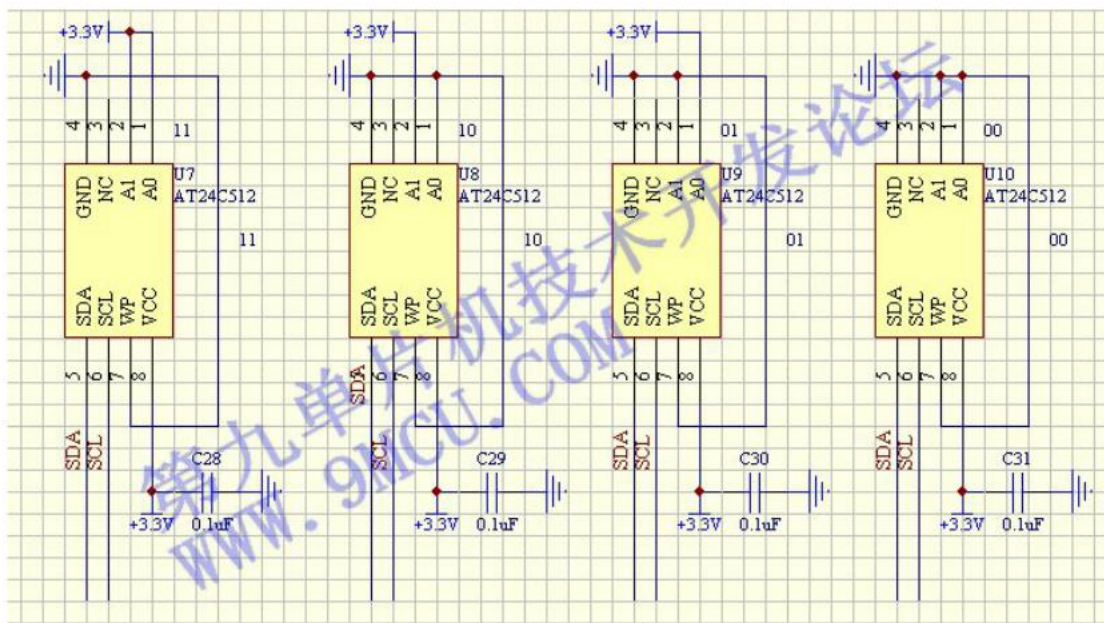 +3.3V +3.3V +3.3V
4 3 2 1 11 4 3 2 1 10 4 3 2 1 01 4 3 2 1 00
GND NC A1 A0 U7 GND NC A1 A0 U8 GND NC A1 A0 U9 GND NC A1 A0 U10
AT24C512 AT24C512 AT24C512 AT24C512
11 10 01 00
SDA SCL WP VCC SDA SCL WP VCC SDA SCL WP VCC SDA SCL WP VCC
5 6 7 8 5 6 7 8 5 6 7 8 5 6 7 8
SDA SCL SDA SCL SDA SCL SDA SCL
C28 C29 C30 C31
+3.3V 0.1uF +3.3V 0.1uF +3.3V 0.1uF +3.3V 0.1uF
第九单片机技术开发论坛
WWW.9MCU.COM